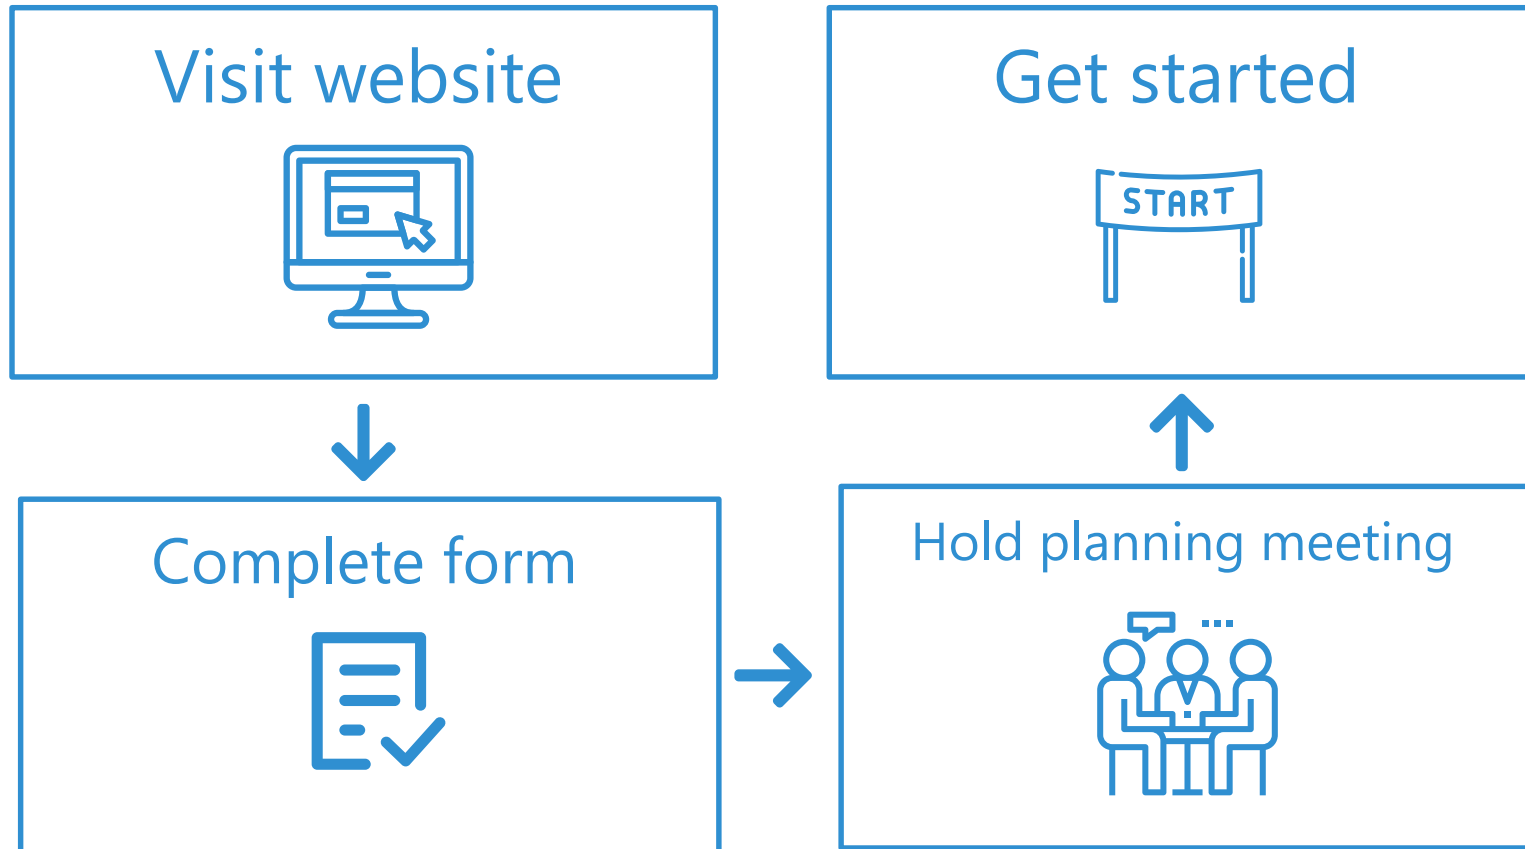 Visit website
Complete form
Hold planning meeting
Get started
START